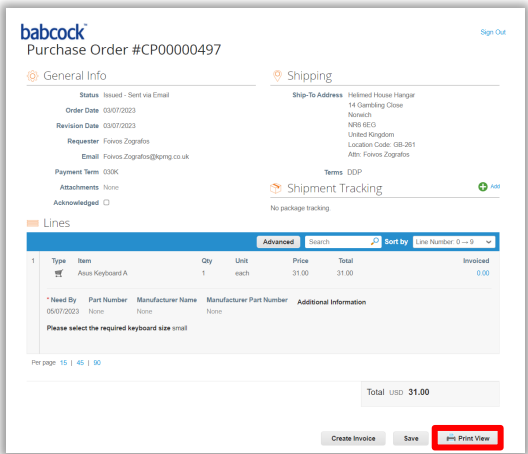 babcock™
Sign Out
Purchase Order #CP00000497
General Info
Status Issued - Sent via Email
Order Date 03/07/2023
Revision Date 03/07/2023
Requester Foivos Zografos
Email Foivos.Zografos@kpmg.co.uk
Payment Term 030K
Attachments None
Acknowledged
Shipping
Ship-To Address Helimed House Hangar
14 Gambling Close
Norwich
NR6 6EG
United Kingdom
Location Code: GB-261
Attn: Foivos Zografos
Terms DDP.
Shipment Tracking
Add
No package tracking.
Lines
Advanced Search Sort by Line Number: 0 → 9
1 Type Item Qty Unit Price Total Invoiced
Asus Keyboard A 1 each 31.00 31.00 0.00
* Need By Part Number Manufacturer Name Manufacturer Part Number Additional Information
05/07/2023 None None None
Please select the required keyboard size small
Per page 15 | 45 | 90
Total USD 31.00
Create Invoice Save Print View